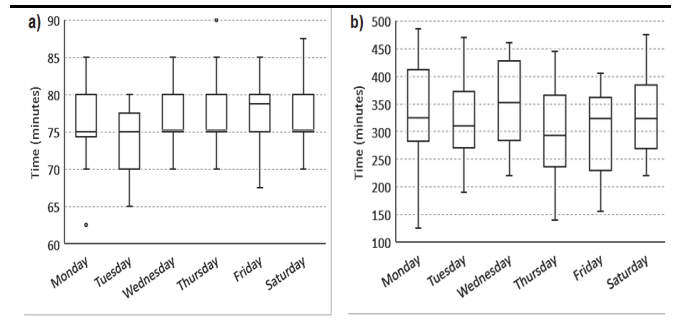 a)
Time (minutes)
90
85
80
75
70
65
60
Monday
Tuesday
Wednesday
Thursday
Friday
Saturday
b)
Time (minutes)
500
450
400
350
300
250
200
150
100
Monday
Tuesday
Wednesday
Thursday
Friday
Saturday